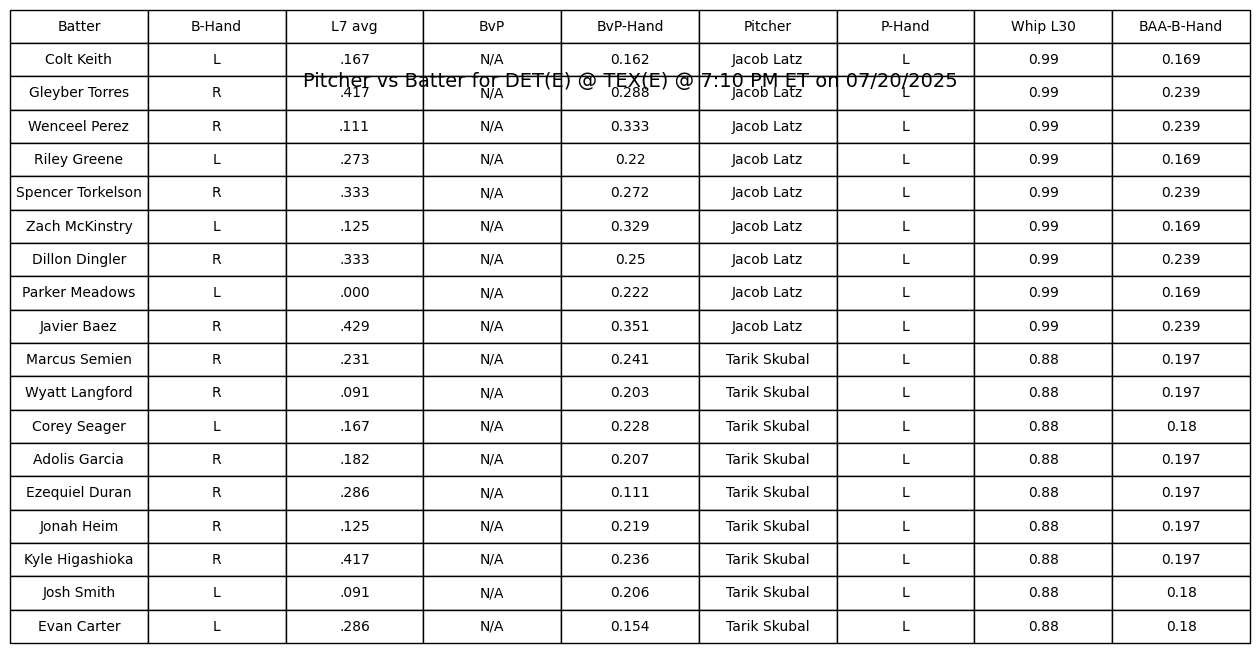 Batter B-Hand L7 avg BvP BvP-Hand Pitcher P-Hand Whip L30 BAA-B-Hand
Colt Keith L .167 N/A 0.162 Jacob Latz L 0.99 0.169
Pitcher vs Batter for DET(E) @ TEX(E) @ 7:10 PM ET on 07/20/2025
Gleyber Torres R .417 N/A 0.288 Jacob Latz L 0.99 0.239
Wenceel Perez R .111 N/A 0.333 Jacob Latz L 0.99 0.239
Riley Greene L .273 N/A 0.22 Jacob Latz L 0.99 0.169
Spencer Torkelson R .333 N/A 0.272 Jacob Latz L 0.99 0.239
Zach McKinstry L .125 N/A 0.329 Jacob Latz L 0.99 0.169
Dillon Dingler R .333 N/A 0.25 Jacob Latz L 0.99 0.239
Parker Meadows L .000 N/A 0.222 Jacob Latz L 0.99 0.169
Javier Baez R .429 N/A 0.351 Jacob Latz L 0.99 0.239
Marcus Semien R .231 N/A 0.241 Tarik Skubal L 0.88 0.197
Wyatt Langford R .091 N/A 0.203 Tarik Skubal L 0.88 0.197
Corey Seager L .167 N/A 0.228 Tarik Skubal L 0.88 0.18
Adolis Garcia R .182 N/A 0.207 Tarik Skubal L 0.88 0.197
Ezequiel Duran R .286 N/A 0.111 Tarik Skubal L 0.88 0.197
Jonah Heim R .125 N/A 0.219 Tarik Skubal L 0.88 0.197
Kyle Higashioka R .417 N/A 0.236 Tarik Skubal L 0.88 0.197
Josh Smith L .091 N/A 0.206 Tarik Skubal L 0.88 0.18
Evan Carter L .286 N/A 0.154 Tarik Skubal L 0.88 0.18